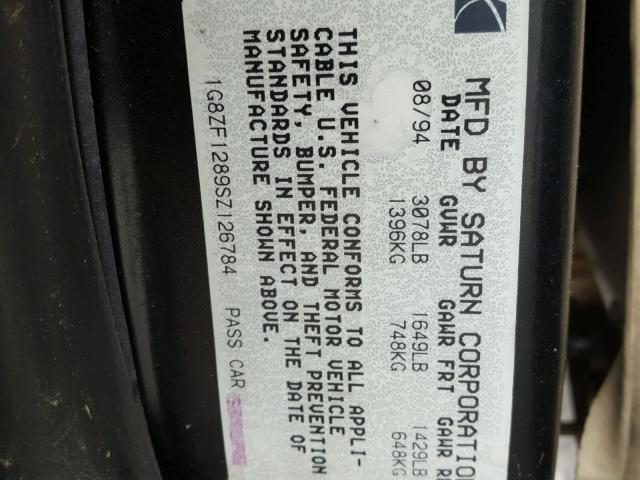 MFD BY SATURN CORPORATION
DATE GVWR GAWR FRT GAWR R
08/94 3078LB 1649LB 1429LB
1396KG 748KG 648KG
THIS VEHICLE CONFORMS TO ALL APPLI-
CABLE U.S. FEDERAL MOTOR VEHICLE
SAFETY, BUMPER, AND THEFT PREVENTION
STANDARDS IN EFFECT ON THE DATE OF
MANUFACTURE SHOWN ABOVE.
1G8ZF1289SZ126784 PASS CAR